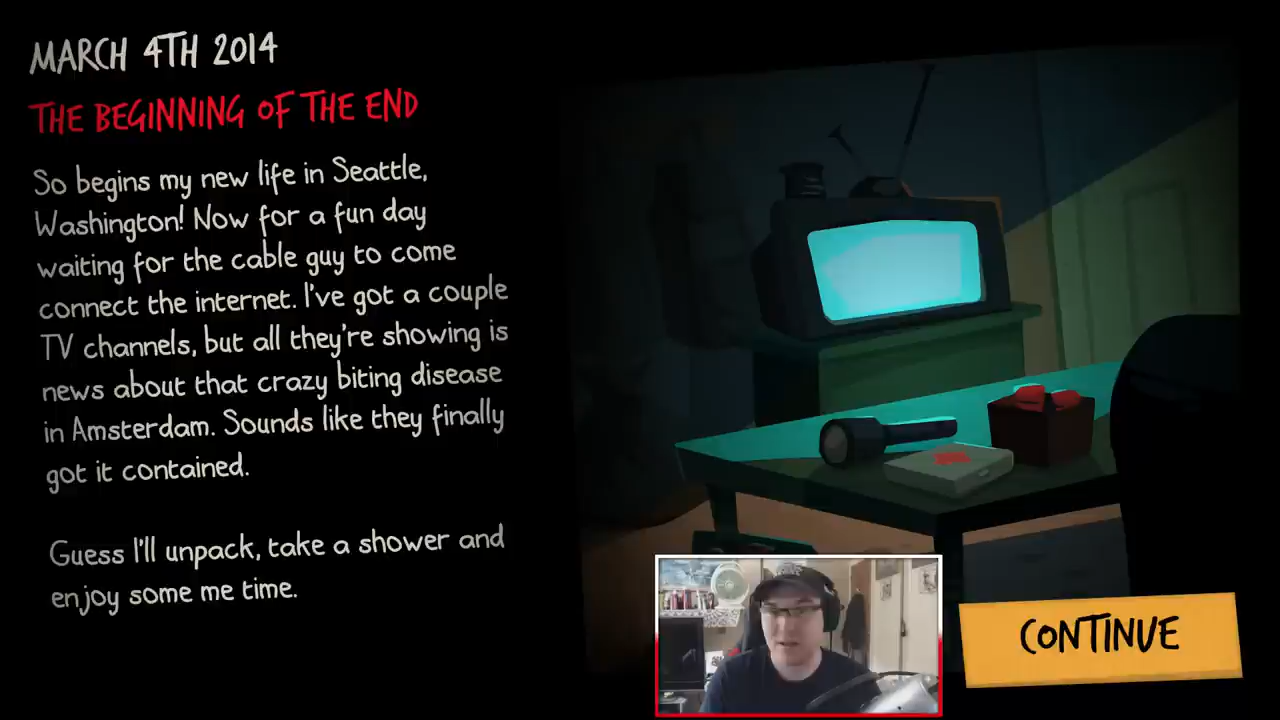 MARCH 4TH 2014
THE BEGINNING OF THE END
So begins my new life in Seattle,
Washington! Now for a fun day
waiting for the cable guy to come
connect the internet. I've got a couple
TV channels, but all they're showing is
news about that crazy biting disease
in Amsterdam. Sounds like they finally
got it contained.
Guess I'll unpack, take a shower and
enjoy some me time.
CONTINUE